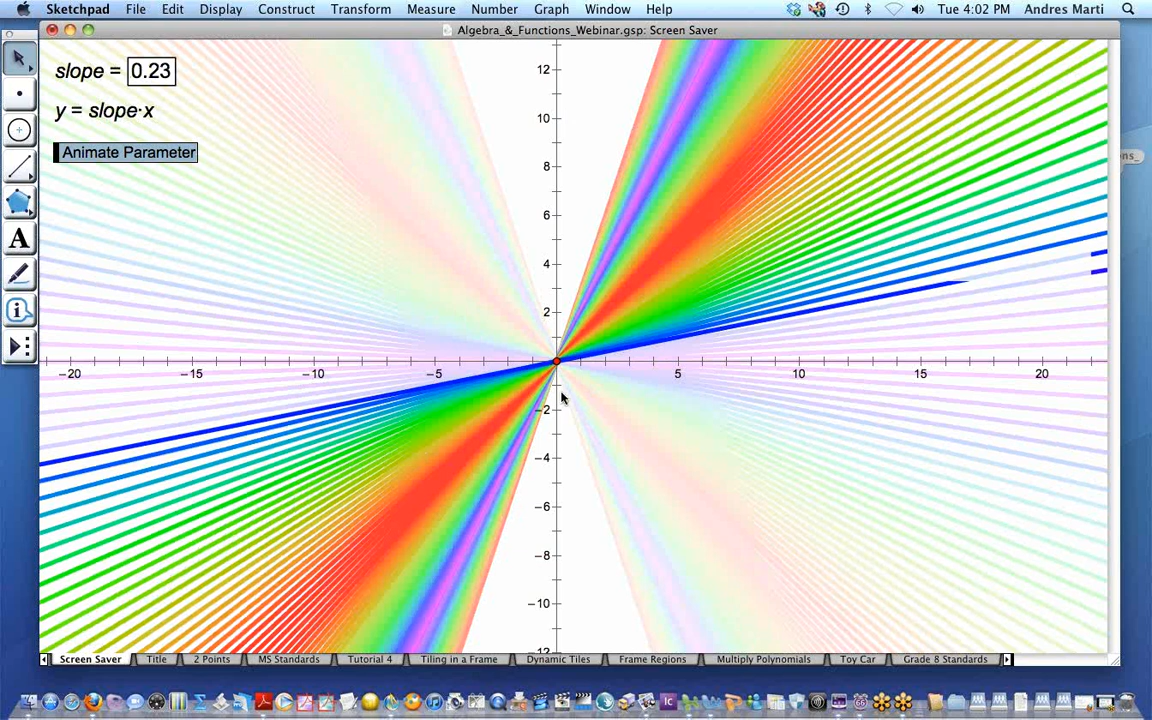 Sketchpad File Edit Display Construct Transform Measure Number Graph Window Help Tue 4:02 PM Andres Marti
Algebra_&_Functions_Webinar.gsp: Screen Saver
slope = 0.23
y = slope·x
Animate Parameter
A
12
10
8
6
4
2
−20 −15 −10 −5 5 10 15 20
−2
−4
−6
−8
−10
−12
ns_
Screen Saver Title 2 Points MS Standards Tutorial 4 Tiling in a Frame Dynamic Tiles Frame Regions Multiply Polynomials Toy Car Grade 8 Standards